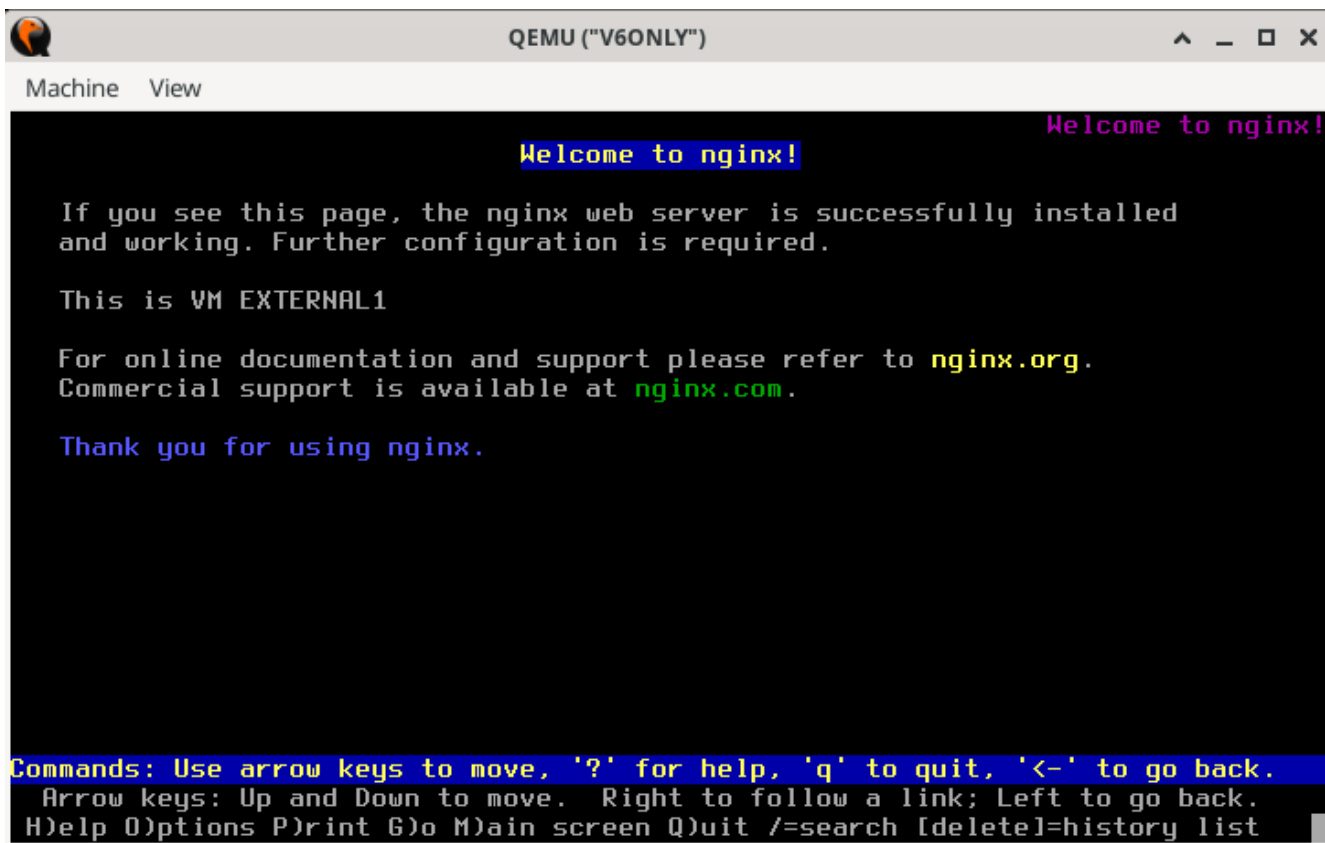 QEMU ("V6ONLY")
Machine View
Welcome to nginx!
Welcome to nginx!
If you see this page, the nginx web server is successfully installed
and working. Further configuration is required.
This is VM EXTERNAL1
For online documentation and support please refer to nginx.org.
Commercial support is available at nginx.com.
Thank you for using nginx.
Commands: Use arrow keys to move, '?' for help, 'q' to quit, '<-' to go back.
Arrow keys: Up and Down to move. Right to follow a link; Left to go back.
H)elp O)ptions P)rint G)o M)ain screen Q)uit /=search [delete]=history list